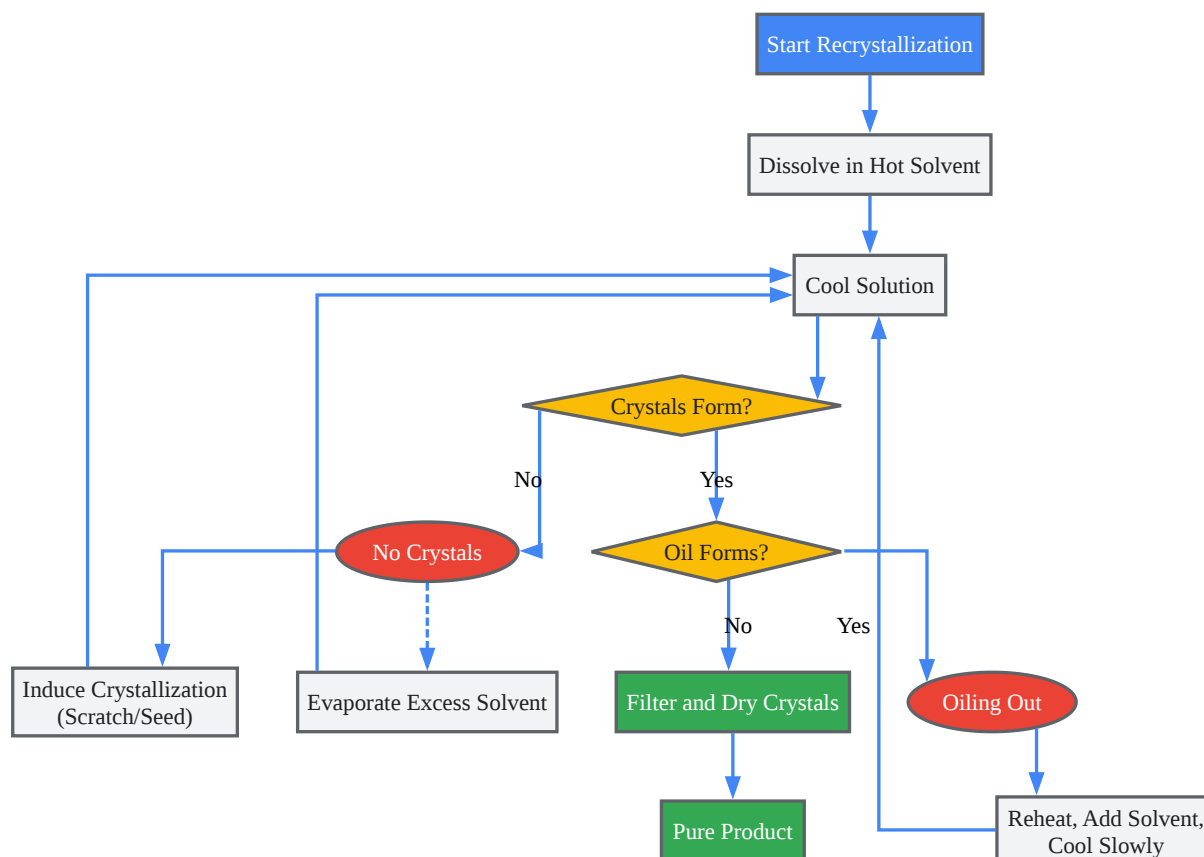 Start Recrystallization
Dissolve in Hot Solvent
Cool Solution
Crystals Form?
No
Yes
No Crystals
Oil Forms?
No
Yes
Induce Crystallization
(Scratch/Seed)
Evaporate Excess Solvent
Filter and Dry Crystals
Oiling Out
Pure Product
Reheat, Add Solvent,
Cool Slowly